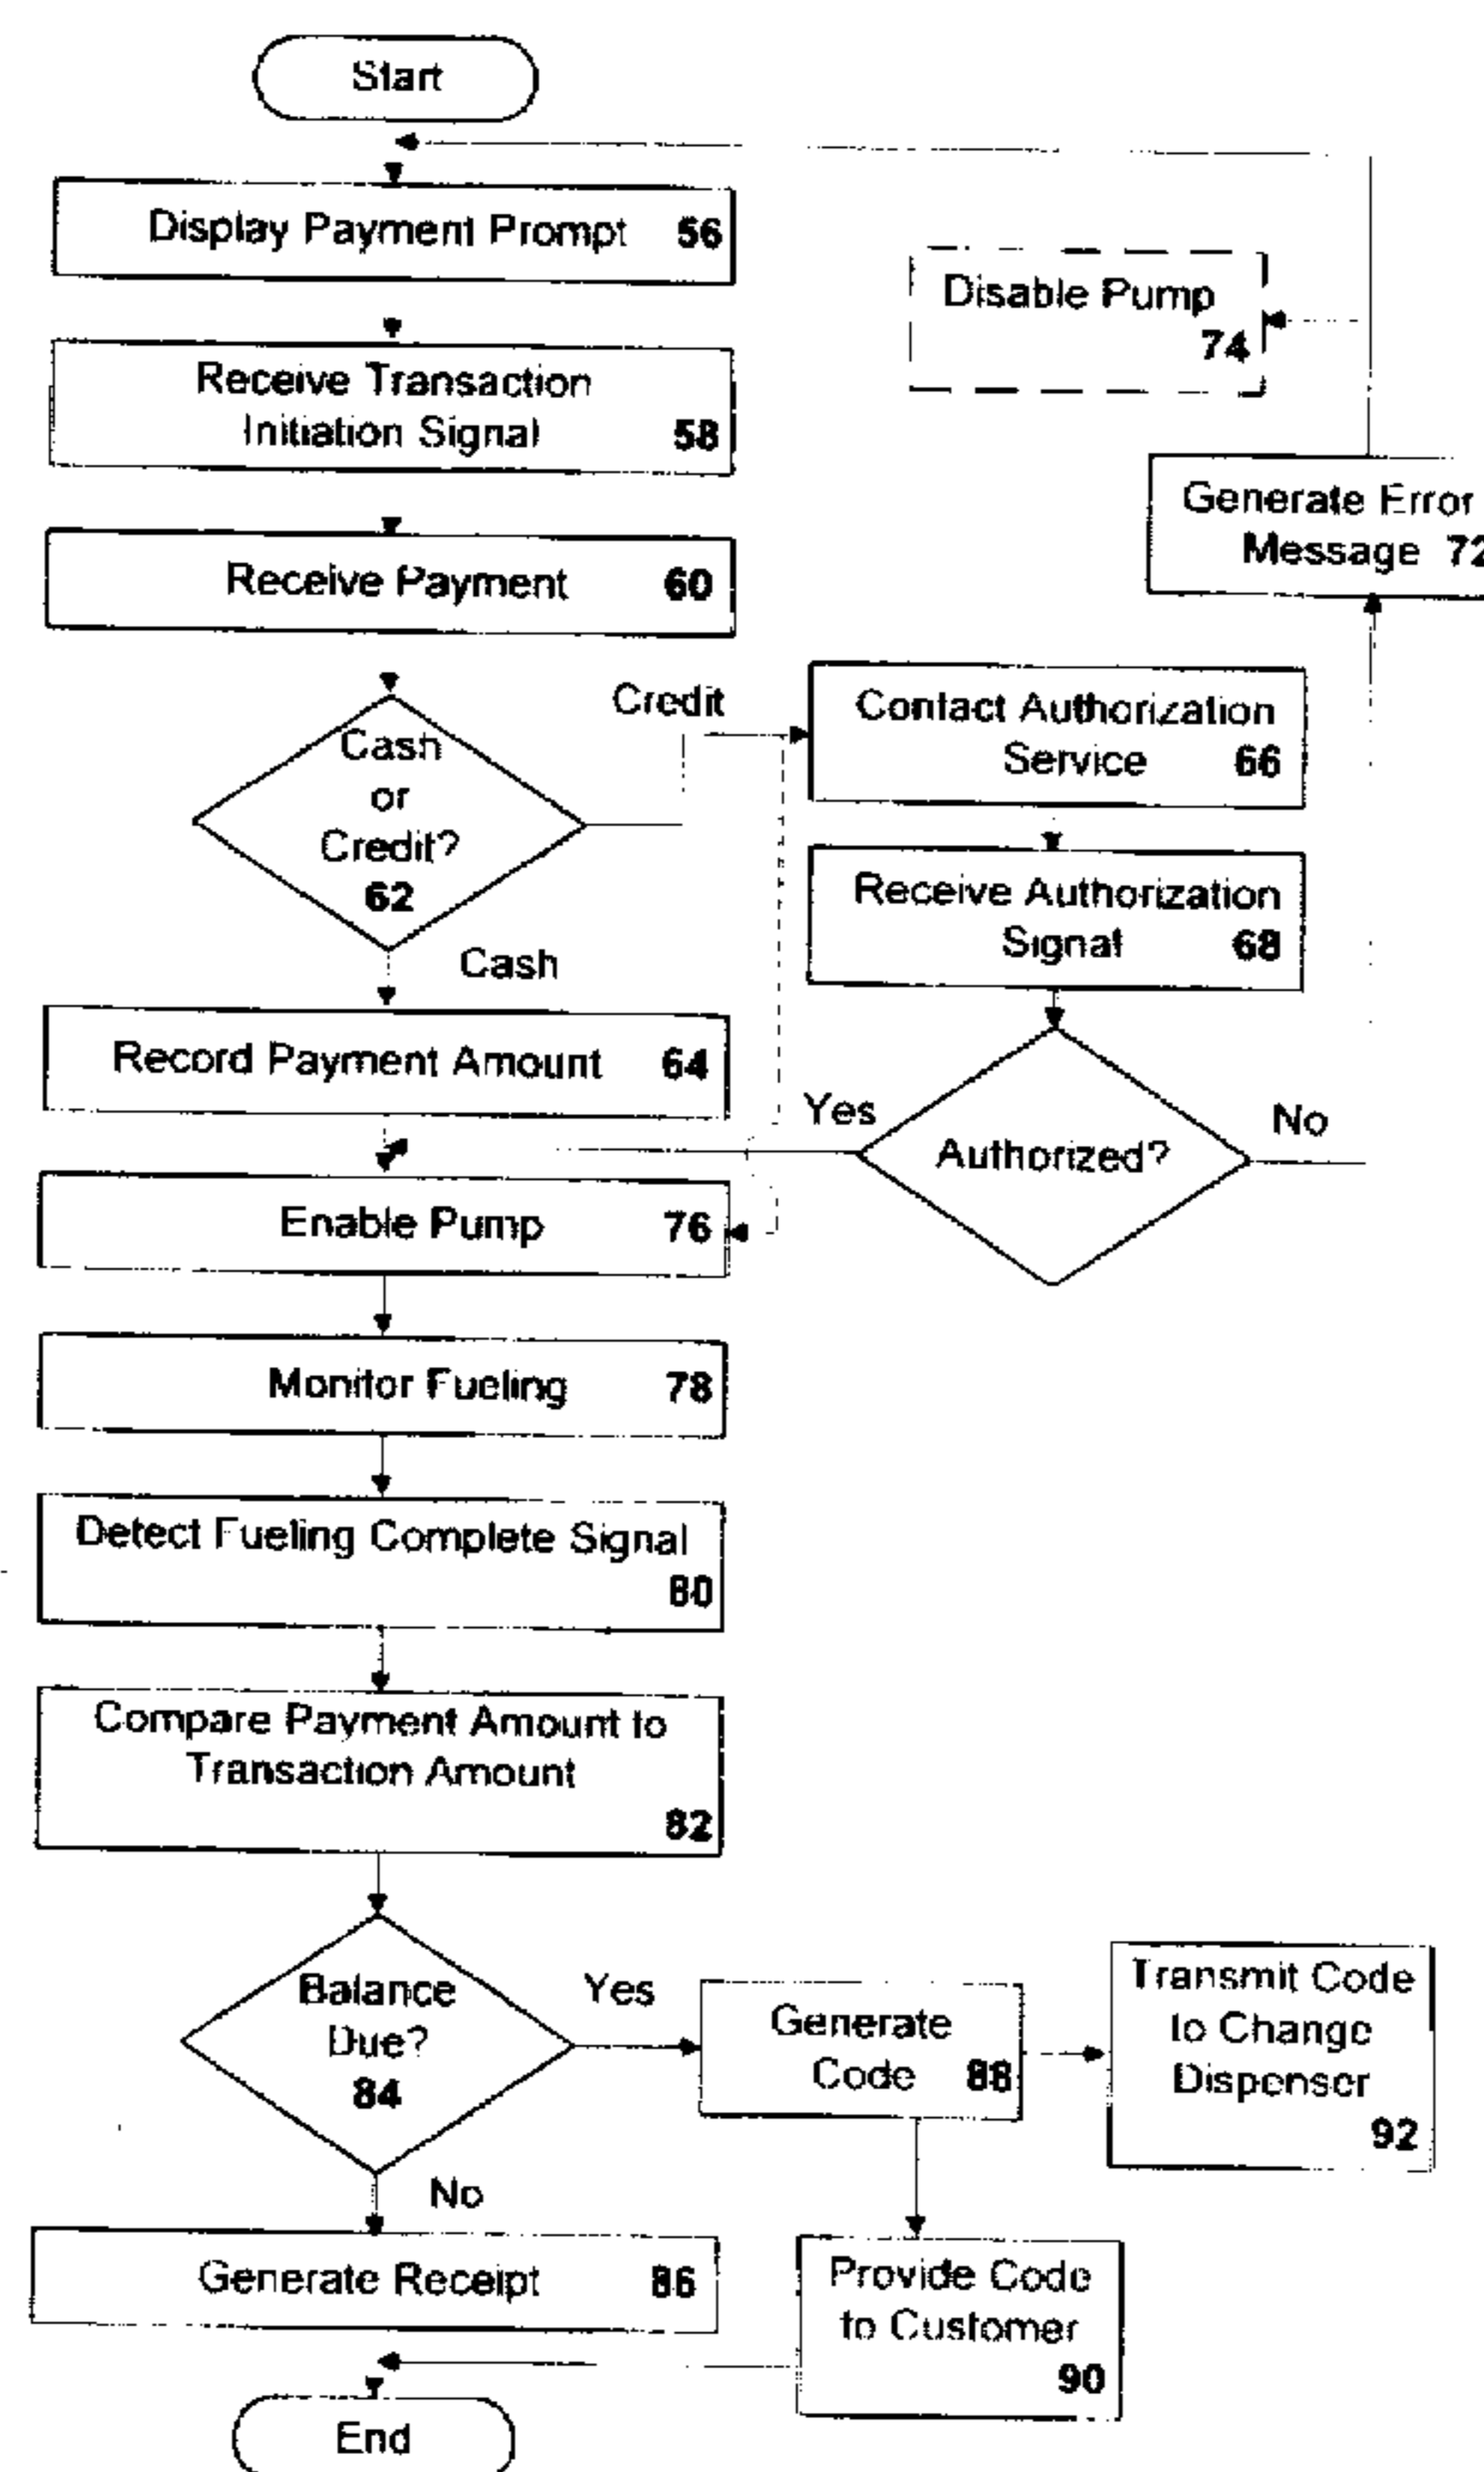 Start
Display Payment Prompt 56
Disable Pump
74
Receive Transaction
Initiation Signal 58
Generate Error
Message 72
Receive Payment 60
Credit
Contact Authorization
Service 66
Cash
or
Credit?
62
Receive Authorization
Signal 68
Cash
Record Payment Amount 64
Yes
Authorized?
No
Enable Pump 76
Monitor Fueling 78
Detect Fueling Complete Signal
80
Compare Payment Amount to
Transaction Amount
82
Balance
Due?
84
Yes
Generate
Code 88
Transmit Code
to Change
Dispenser
92
No
Generate Receipt 86
Provide Code
to Customer
90
End